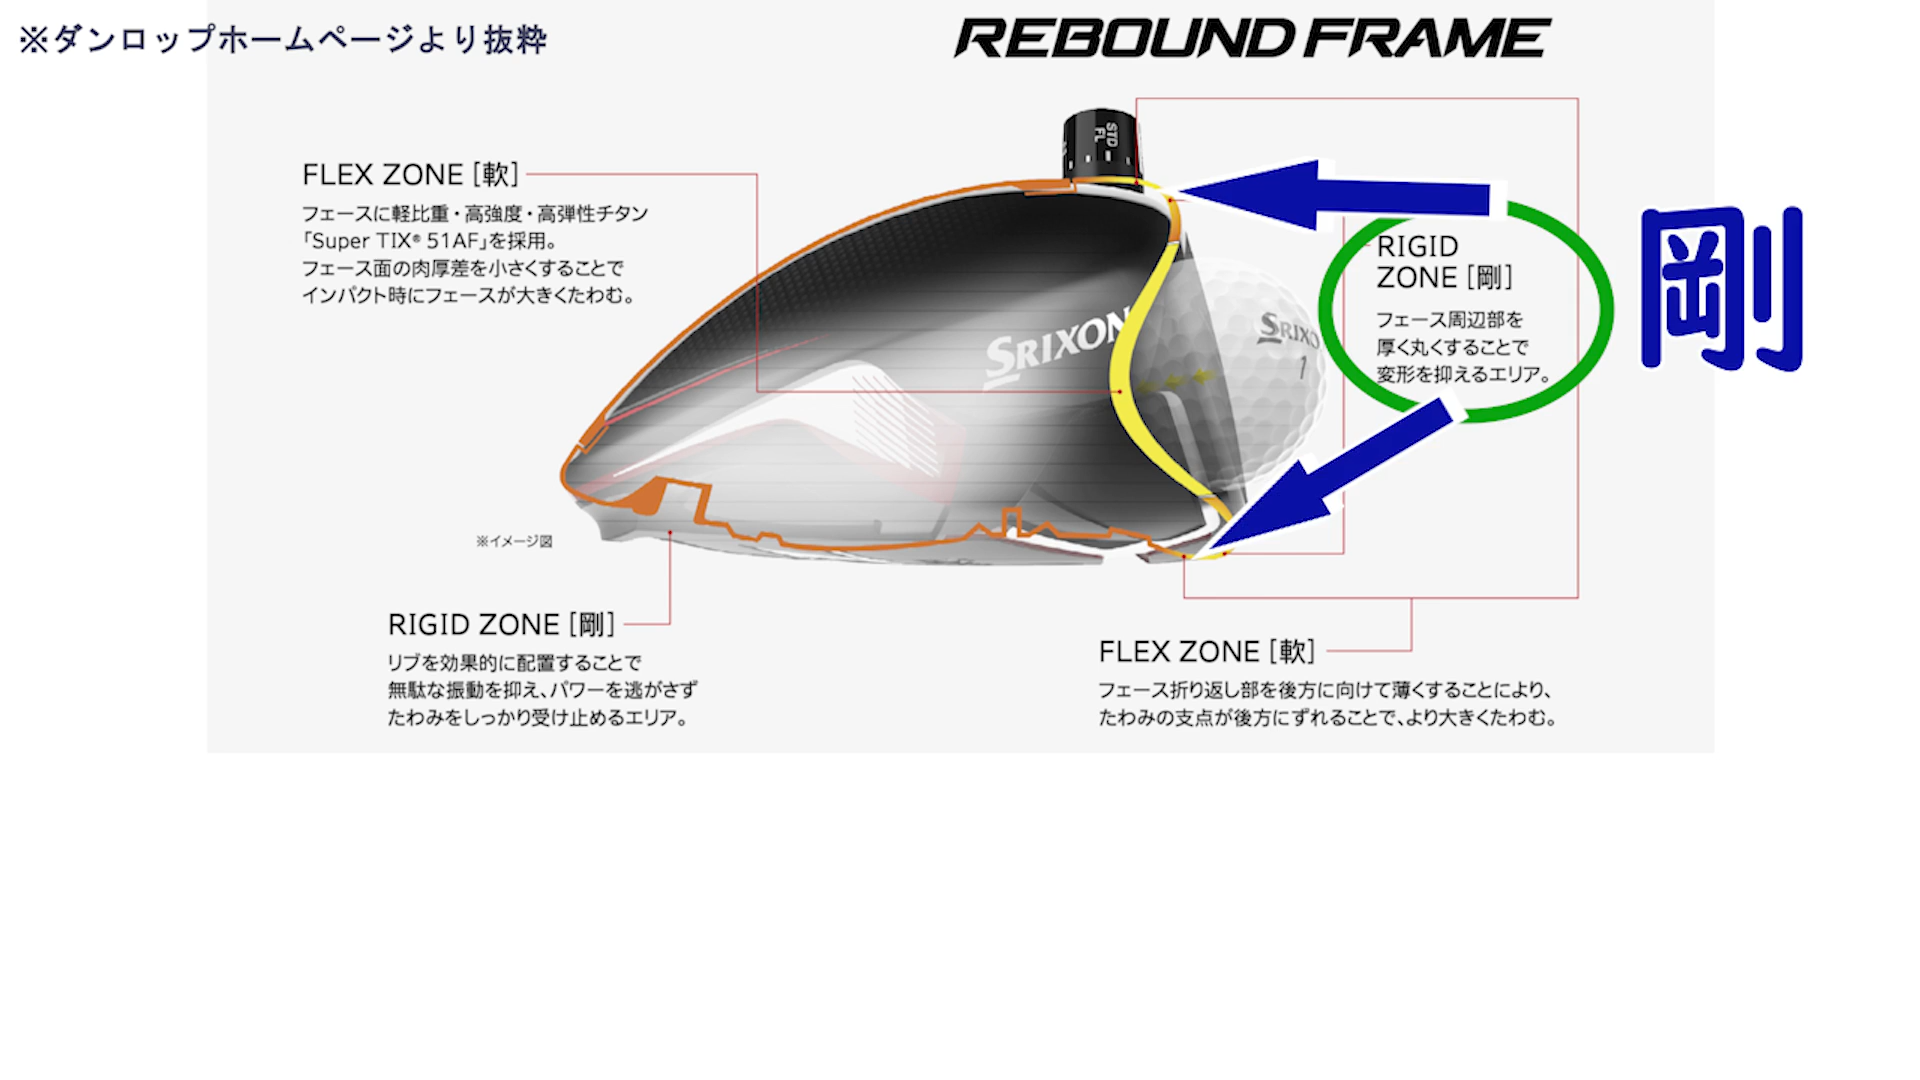 ※ダンロップホームページより抜粋
REBOUND FRAME
STD
FL
FLEX ZONE [軟]
フェースに軽比重・高強度・高弾性チタン
「Super TIX® 51AF」を採用。
フェース面の肉厚差を小さくすることで
インパクト時にフェースが大きくたわむ。
RIGID
ZONE [剛]
フェース周辺部を
厚く丸くすることで
変形を抑えるエリア。
剛
SRIXON
SRIXO
1
※イメージ図
RIGID ZONE [剛]
リブを効果的に配置することで
無駄な振動を抑え、パワーを逃がさず
たわみをしっかり受け止めるエリア。
FLEX ZONE [軟]
フェース折り返し部を後方に向けて薄くすることにより、
たわみの支点が後方にずれることで、より大きくたわむ。